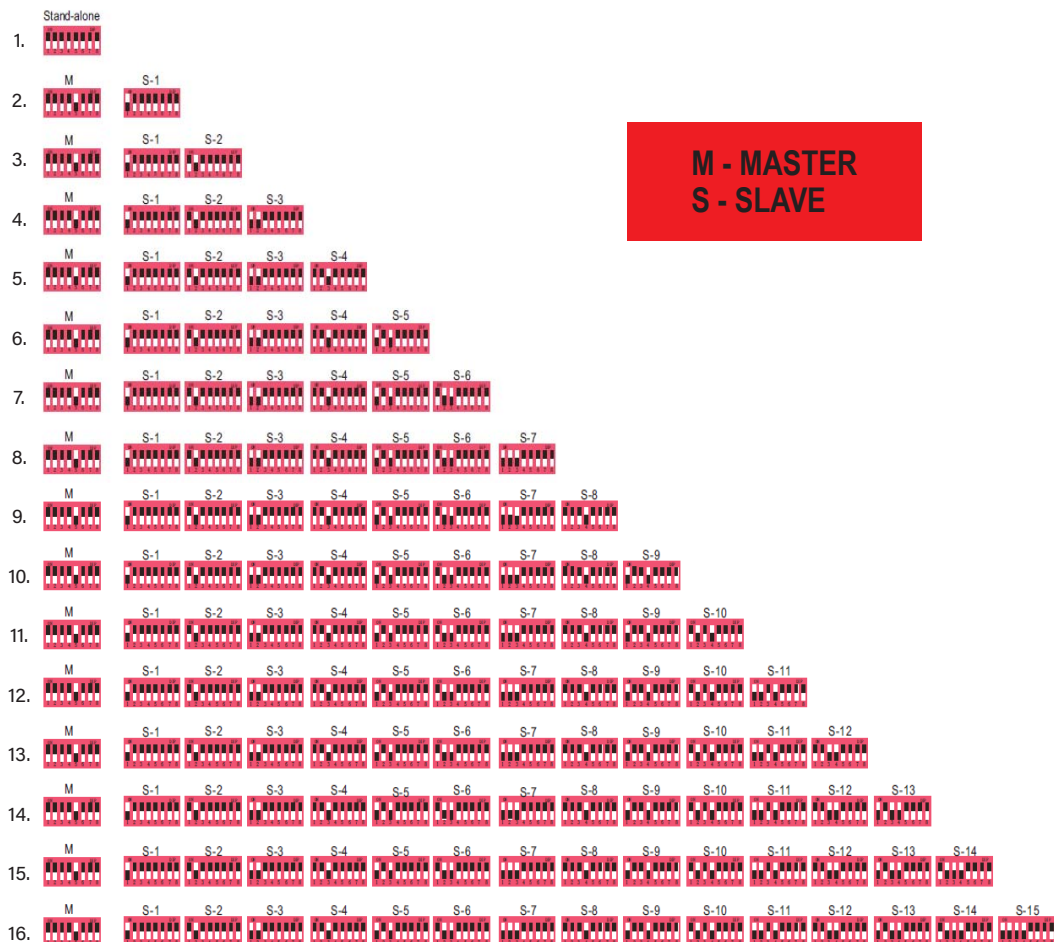 Stand-alone
1.
M S-1
2.
M S-1 S-2
3.
M - MASTER
S - SLAVE
M S-1 S-2 S-3
4.
M S-1 S-2 S-3 S-4
5.
M S-1 S-2 S-3 S-4 S-5
6.
M S-1 S-2 S-3 S-4 S-5 S-6
7.
M S-1 S-2 S-3 S-4 S-5 S-6 S-7
8.
M S-1 S-2 S-3 S-4 S-5 S-6 S-7 S-8
9.
M S-1 S-2 S-3 S-4 S-5 S-6 S-7 S-8 S-9
10.
M S-1 S-2 S-3 S-4 S-5 S-6 S-7 S-8 S-9 S-10
11.
M S-1 S-2 S-3 S-4 S-5 S-6 S-7 S-8 S-9 S-10 S-11
12.
M S-1 S-2 S-3 S-4 S-5 S-6 S-7 S-8 S-9 S-10 S-11 S-12
13.
M S-1 S-2 S-3 S-4 S-5 S-6 S-7 S-8 S-9 S-10 S-11 S-12 S-13
14.
M S-1 S-2 S-3 S-4 S-5 S-6 S-7 S-8 S-9 S-10 S-11 S-12 S-13 S-14
15.
M S-1 S-2 S-3 S-4 S-5 S-6 S-7 S-8 S-9 S-10 S-11 S-12 S-13 S-14 S-15
16.